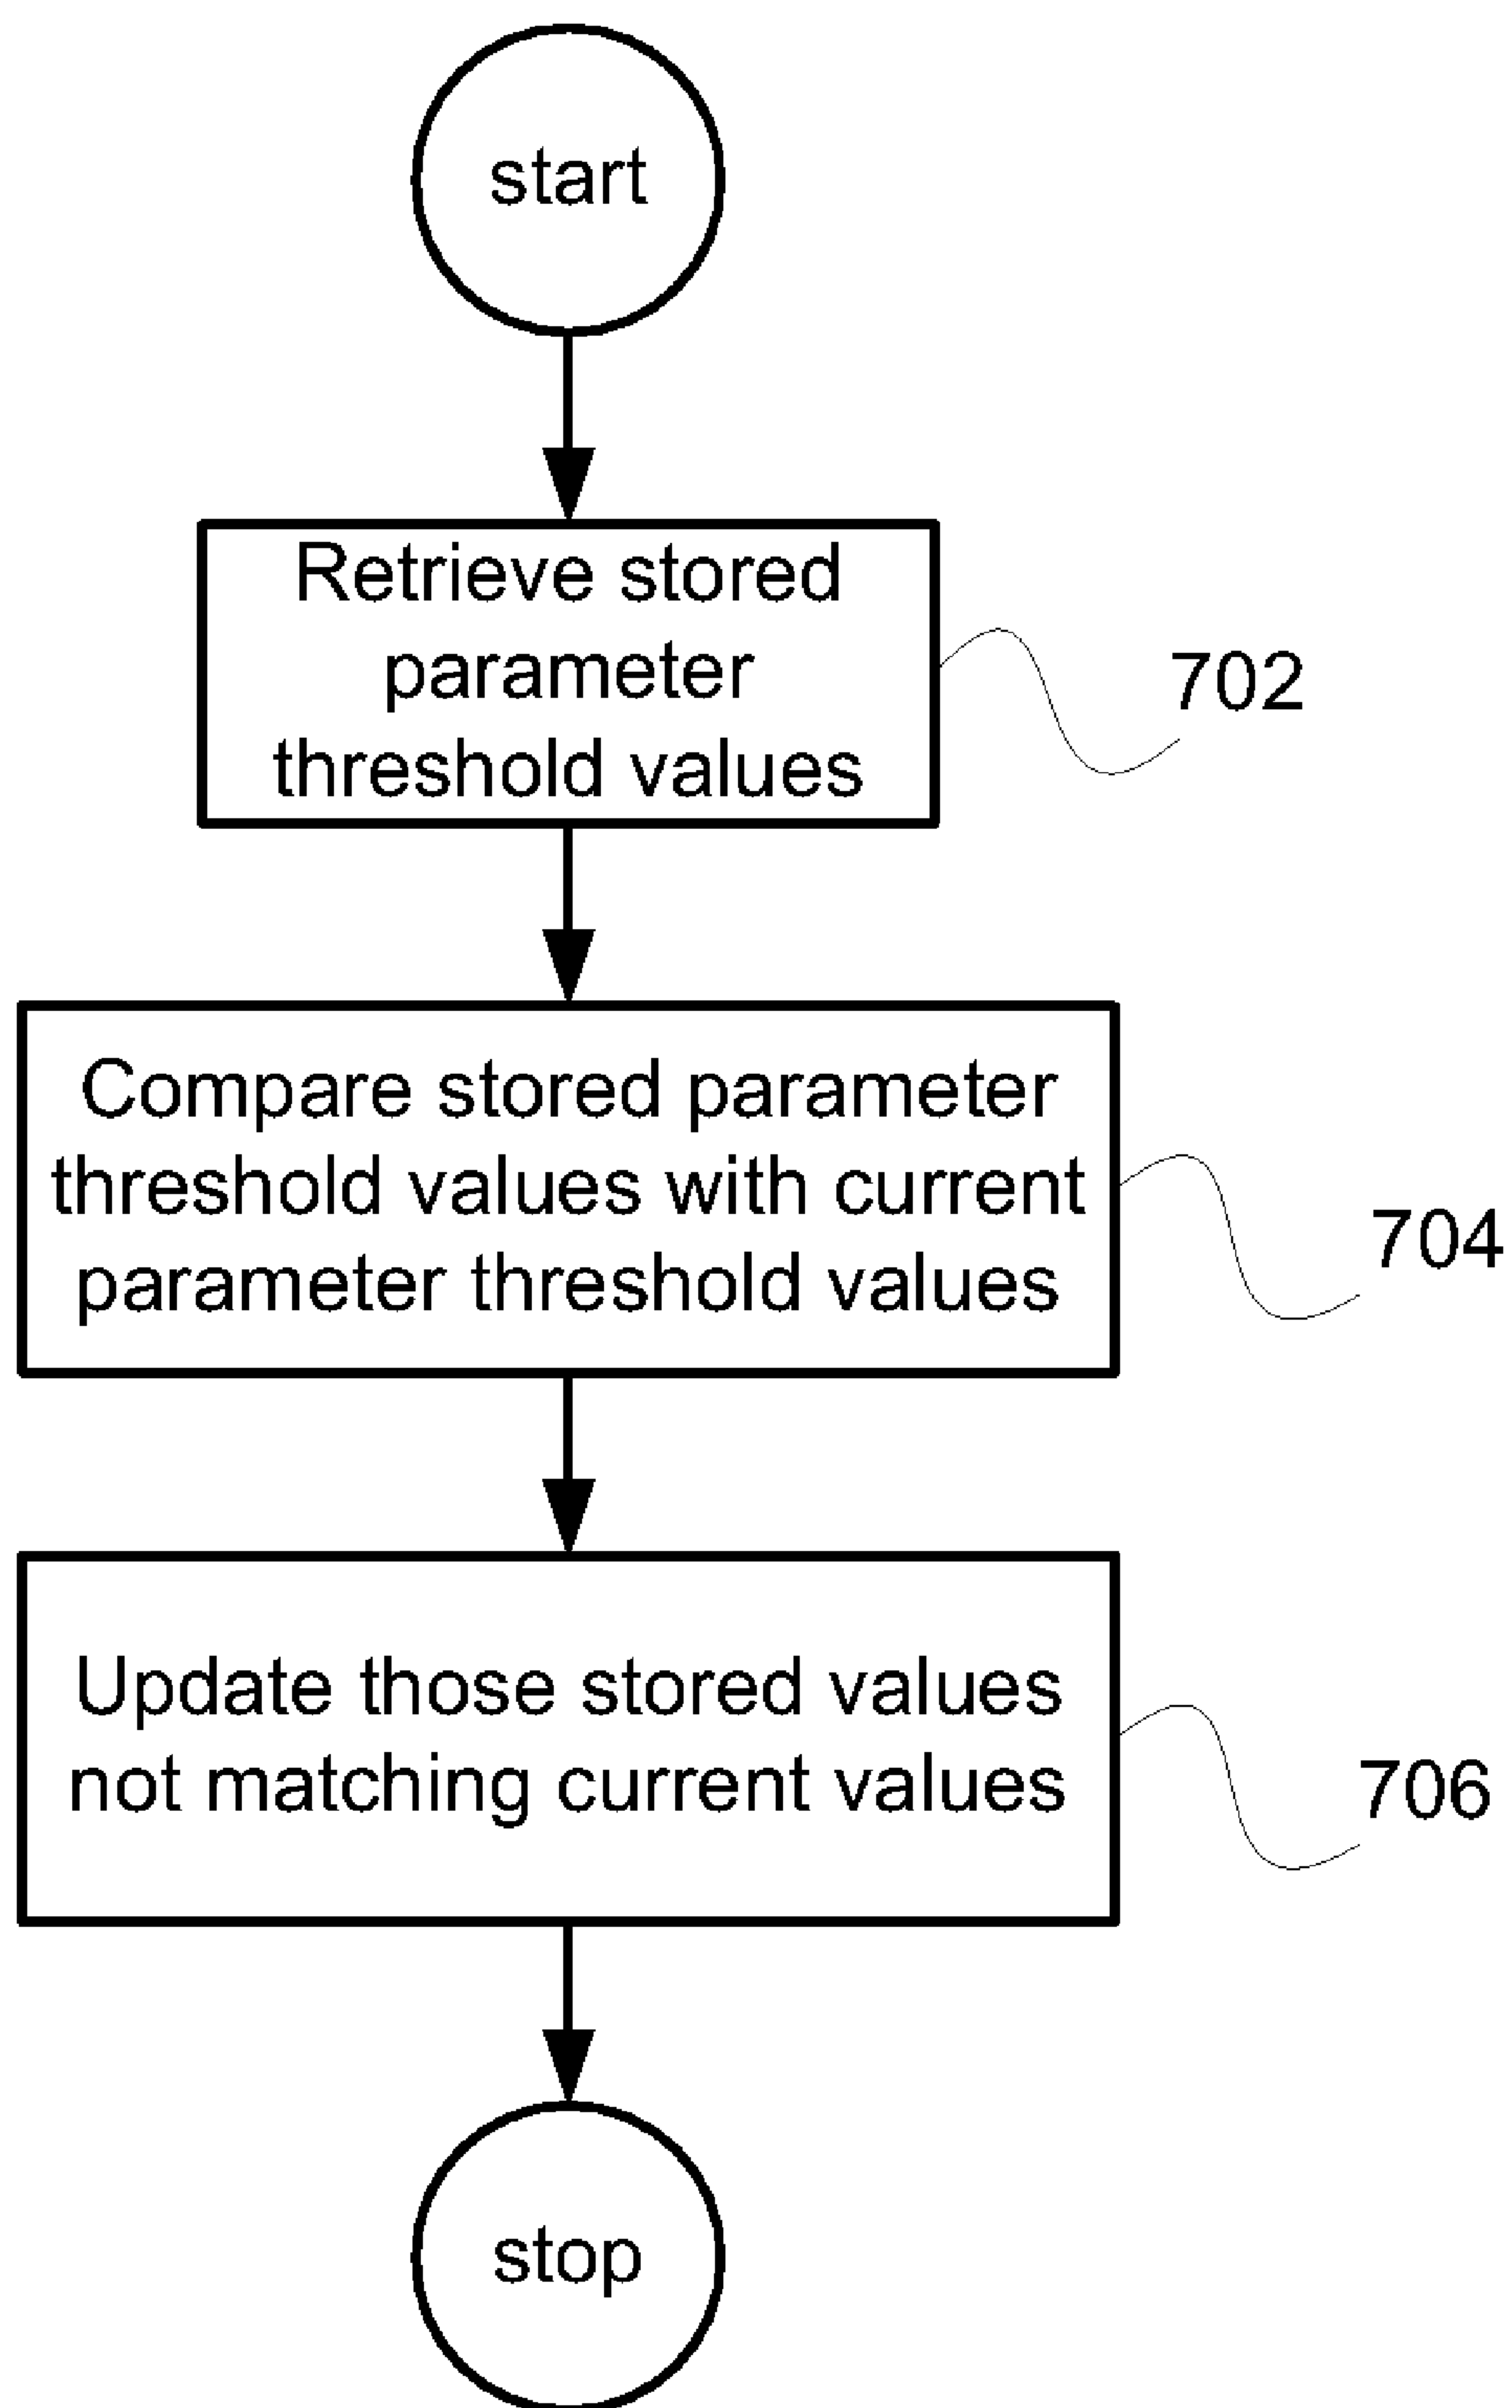 start
Retrieve stored
parameter
threshold values
702
Compare stored parameter
threshold values with current
parameter threshold values
704
Update those stored values
not matching current values
706
stop